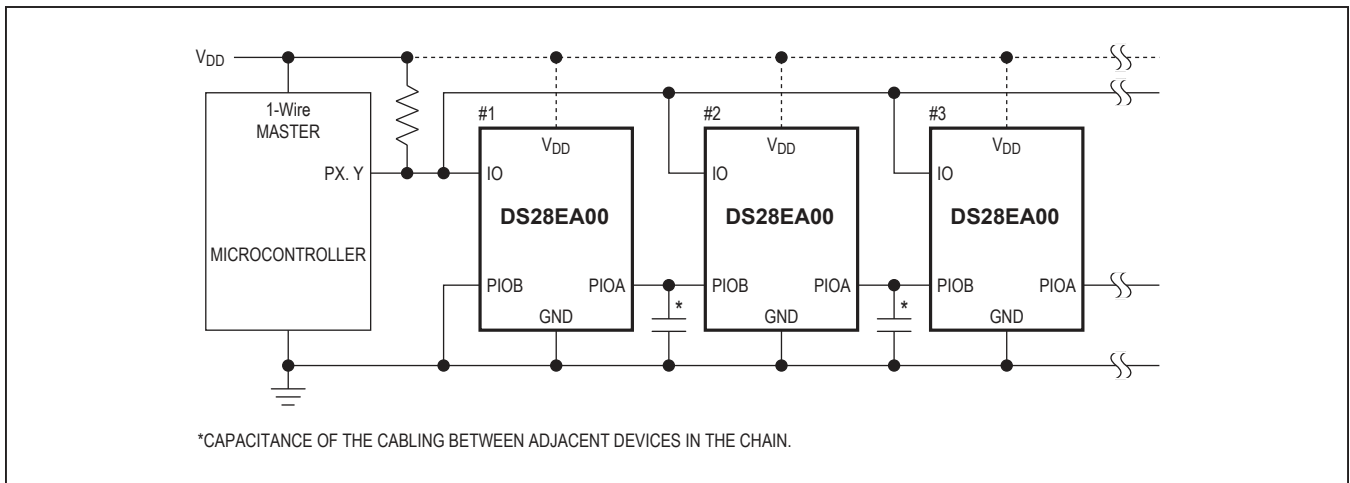 VDD
1-Wire
MASTER
PX. Y
MICROCONTROLLER
#1
VDD
IO
DS28EA00
PIOB
PIOA
GND
*
#2
VDD
IO
DS28EA00
PIOB
PIOA
GND
*
#3
VDD
IO
DS28EA00
PIOB
PIOA
GND
*CAPACITANCE OF THE CABLING BETWEEN ADJACENT DEVICES IN THE CHAIN.